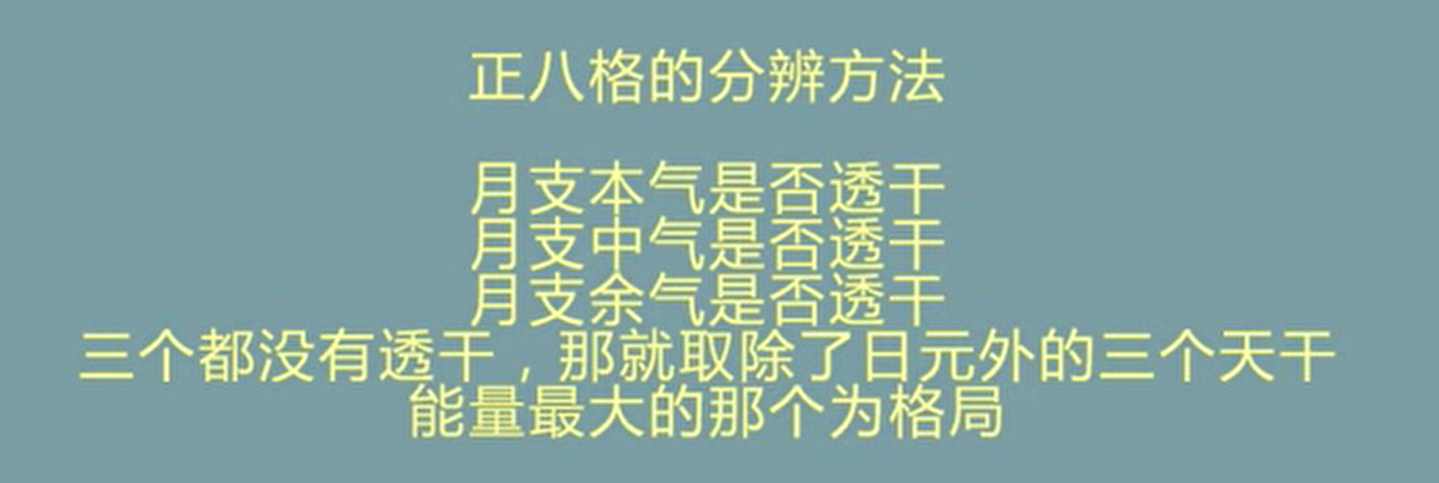 正八格的分辨方法
月支本气是否透干
月支中气是否透干
月支余气是否透干
三个都没有透干，那就取除了日元外的三个天干
能量最大的那个为格局